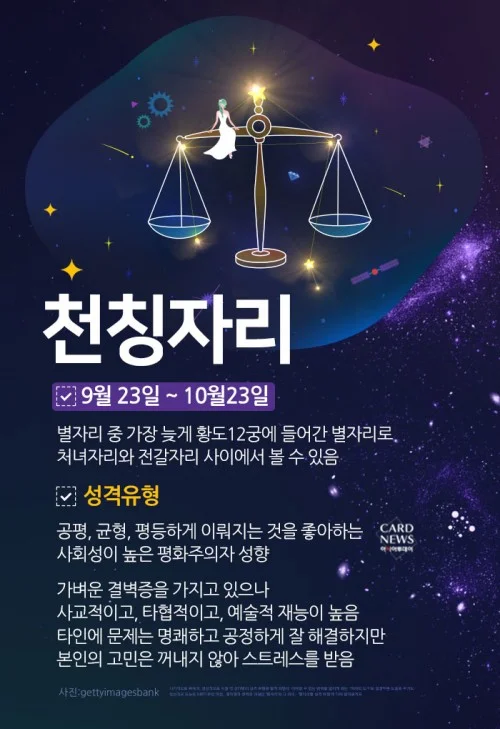 천칭자리
9월 23일 ~ 10월23일
별자리 중 가장 늦게 황도12궁에 들어간 별자리로
처녀자리와 전갈자리 사이에서 볼 수 있음
성격유형
공평, 균형, 평등하게 이뤄지는 것을 좋아하는
사회성이 높은 평화주의자 성향
CARD
NEWS
아시아투데이
가벼운 결벽증을 가지고 있으나
사교적이고, 타협적이고, 예술적 재능이 높음
타인에 문제는 명쾌하고 공정하게 잘 해결하지만
본인의 고민은 꺼내지 않아 스트레스를 받음
사진:gettyimagesbank